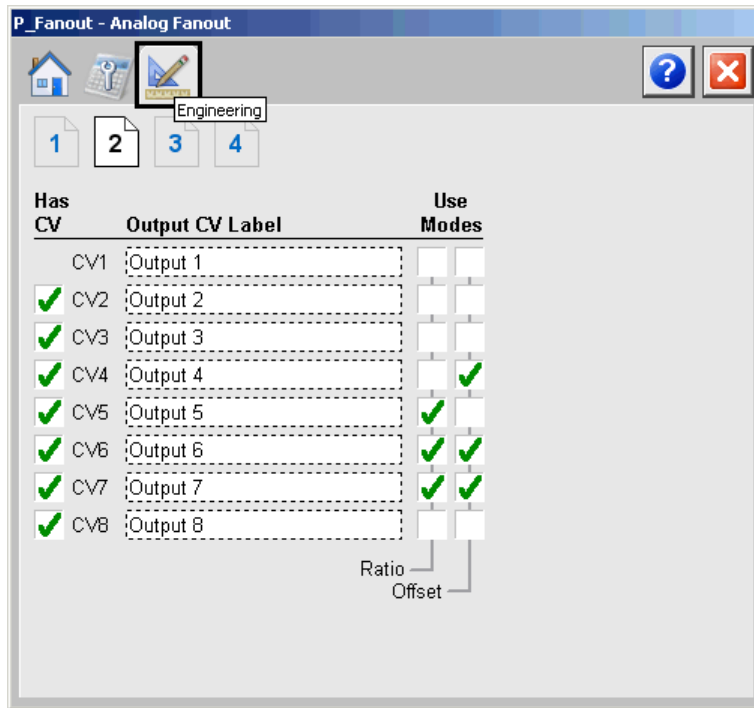 P_Fanout - Analog Fanout
?
Engineering
1 2 3 4
Has CV Output CV Label Use Modes
CV1 Output 1
CV2 Output 2
CV3 Output 3
CV4 Output 4
CV5 Output 5
CV6 Output 6
CV7 Output 7
CV8 Output 8
Ratio
Offset